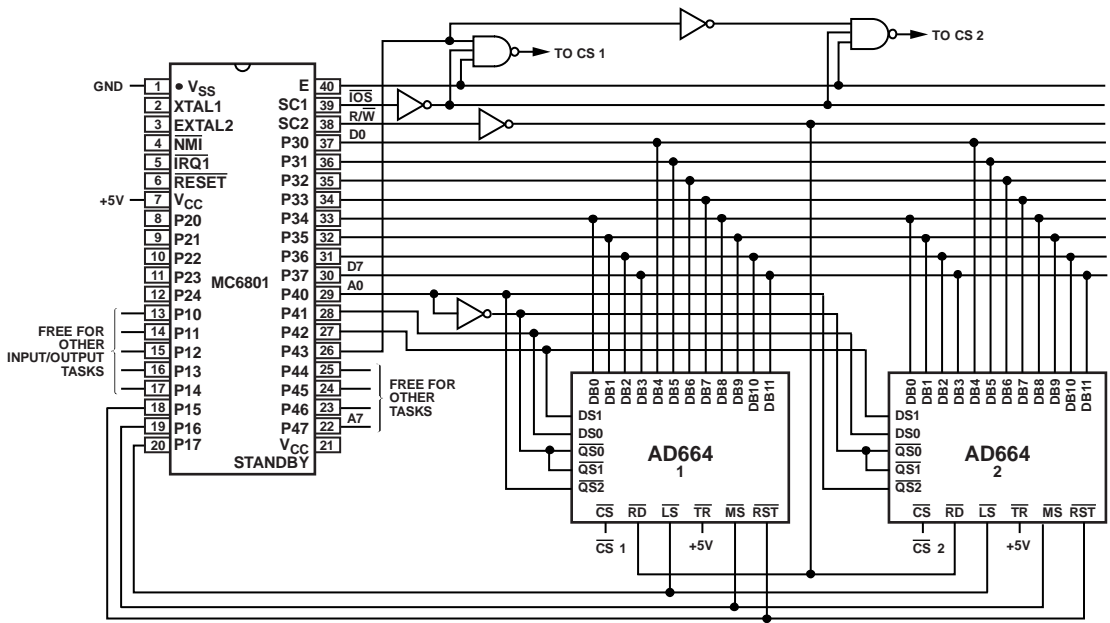 TO CS 1
TO CS 2
GND
1
• VSS
E
40
2
XTAL1
SC1
39
IOS
3
EXTAL2
SC2
38
R/W
4
NMI
P30
37
D0
5
IRQ1
P31
36
6
RESET
P32
35
+5V
7
VCC
P33
34
8
P20
P34
33
9
P21
P35
32
10
P22
P36
31
11
P23
MC6801
P37
30
D7
12
P24
P40
29
A0
13
P10
P41
28
14
P11
P42
27
15
P12
P43
26
16
P13
P44
25
17
P14
P45
24
18
P15
P46
23
19
P16
P47
22
A7
20
P17
VCC
21
STANDBY
FREE FOR
OTHER
INPUT/OUTPUT
TASKS
FREE FOR
OTHER
TASKS
DB0
DB1
DB2
DB3
DB4
DB5
DB6
DB7
DB8
DB9
DB10
DB11
DS1
DS0
QS0
QS1
QS2
AD664
1
CS
RD
LS
TR
MS
RST
CS 1
+5V
DB0
DB1
DB2
DB3
DB4
DB5
DB6
DB7
DB8
DB9
DB10
DB11
DS1
DS0
QS0
QS1
QS2
AD664
2
CS
RD
LS
TR
MS
RST
CS 2
+5V